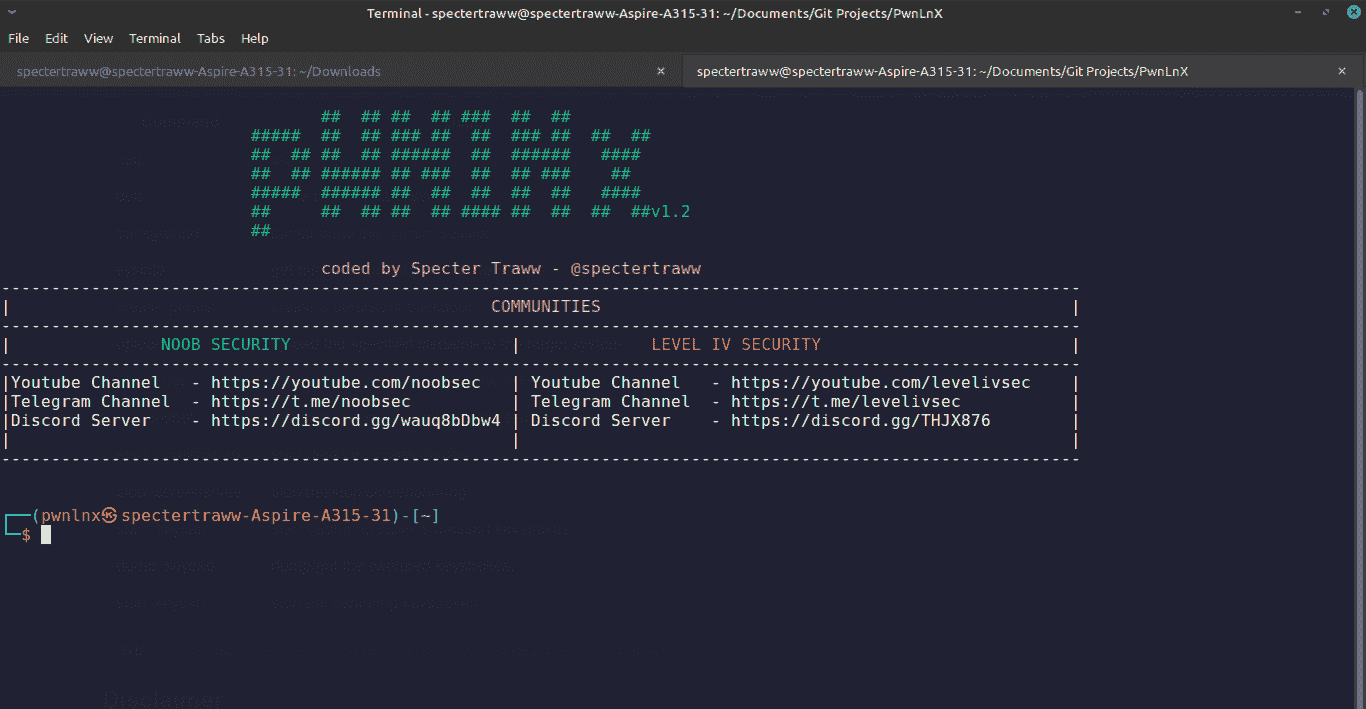 Terminal - spectertraww@spectertraww-Aspire-A315-31: ~/Documents/Git Projects/PwnLnX
File Edit View Terminal Tabs Help
spectertraww@spectertraww-Aspire-A315-31: ~/Downloads × spectertraww@spectertraww-Aspire-A315-31: ~/Documents/Git Projects/PwnLnX ×
## ## ## ## ### ## ##
##### ## ## ### ## ## ### ## ## ##
## ## ## ## ###### ## ###### ####
## ## ###### ## ### ## ## ### ##
##### ###### ## ## ## ## ## ####
## ## ## ## ## #### ## ## ## ##v1.2
##
coded by Specter Traww - @spectertraww
COMMUNITIES
| NOOB SECURITY | LEVEL IV SECURITY |
|Youtube Channel - https://youtube.com/noobsec | Youtube Channel - https://youtube.com/levelivsec |
|Telegram Channel - https://t.me/noobsec | Telegram Channel - https://t.me/levelivsec |
|Discord Server - https://discord.gg/wauq8bDbw4 | Discord Server - https://discord.gg/THJX876 |
┌──(pwnlnx㉿spectertraww-Aspire-A315-31)-[~]
└─$